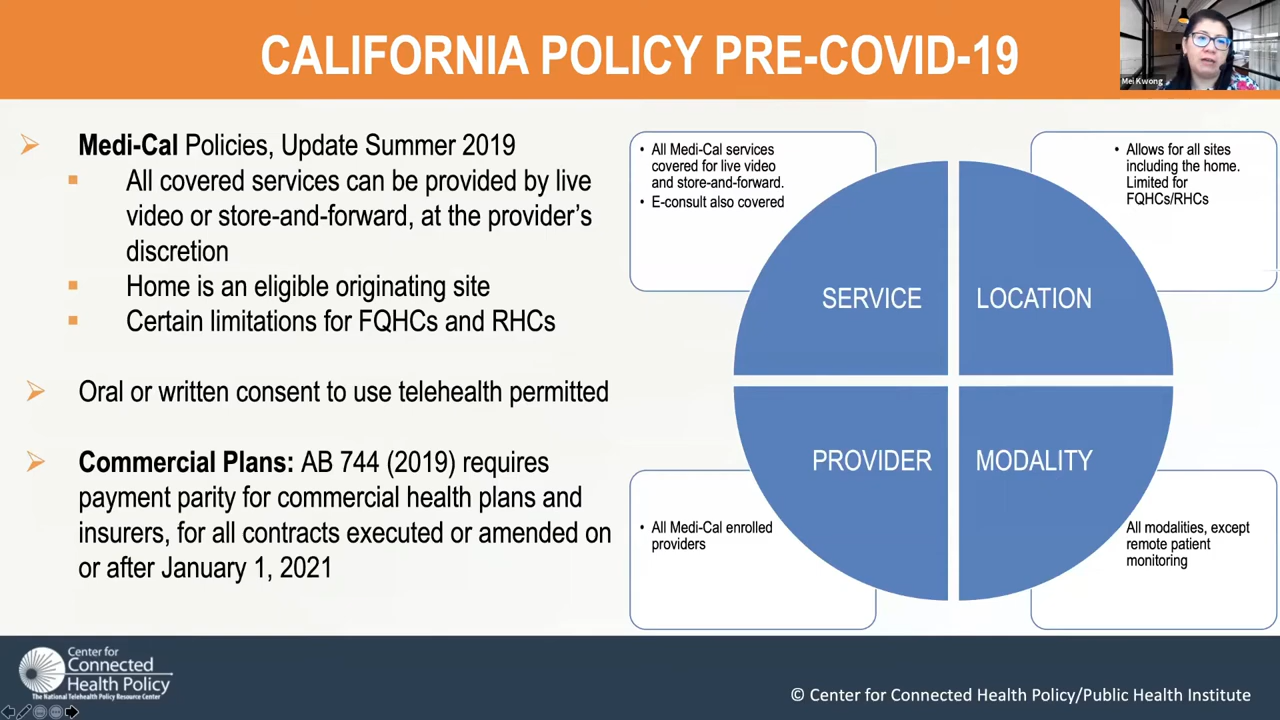 CALIFORNIA POLICY PRE-COVID-19
Mei Kwong
Medi-Cal Policies, Update Summer 2019
All covered services can be provided by live
video or store-and-forward, at the provider’s
discretion
Home is an eligible originating site
Certain limitations for FQHCs and RHCs
Oral or written consent to use telehealth permitted
Commercial Plans: AB 744 (2019) requires
payment parity for commercial health plans and
insurers, for all contracts executed or amended on
or after January 1, 2021
• All Medi-Cal services
covered for live video
and store-and-forward.
• E-consult also covered
• Allows for all sites
including the home.
Limited for
FQHCs/RHCs
SERVICE
LOCATION
PROVIDER
MODALITY
• All Medi-Cal enrolled
providers
All modalities, except
remote patient
monitoring
Center for
Connected
Health Policy
The National Telehealth Policy Resource Center
© Center for Connected Health Policy/Public Health Institute